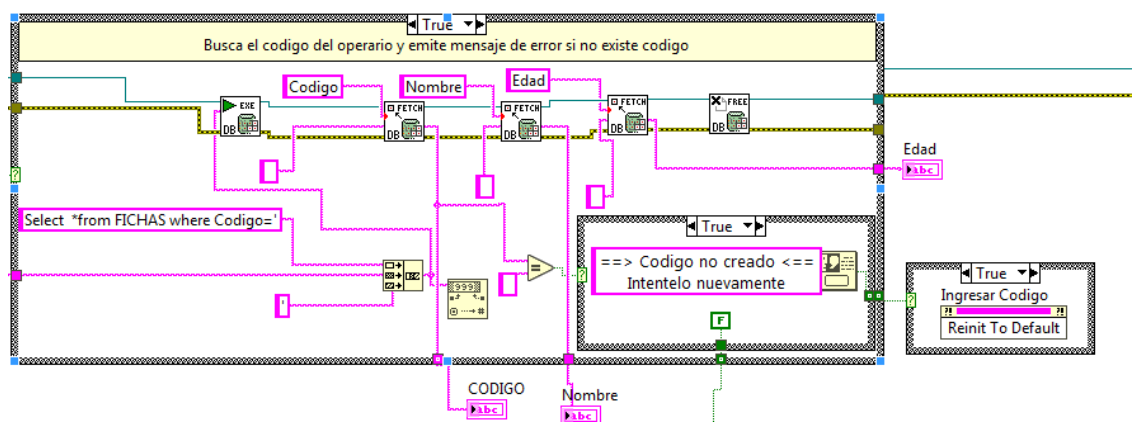 True
Busca el codigo del operario y emite mensaje de error si no existe codigo
Codigo
Nombre
Edad
EXE
DB
FETCH
DB
FETCH
DB
FETCH
DB
FREE
DB
Edad
abc
?
Select *from FICHAS where Codigo='
True
'
999
=
?
==> Codigo no creado <==
Intentelo nuevamente
F
True
?
Ingresar Codigo
?! ?!
Reinit To Default
CODIGO
abc
Nombre
abc